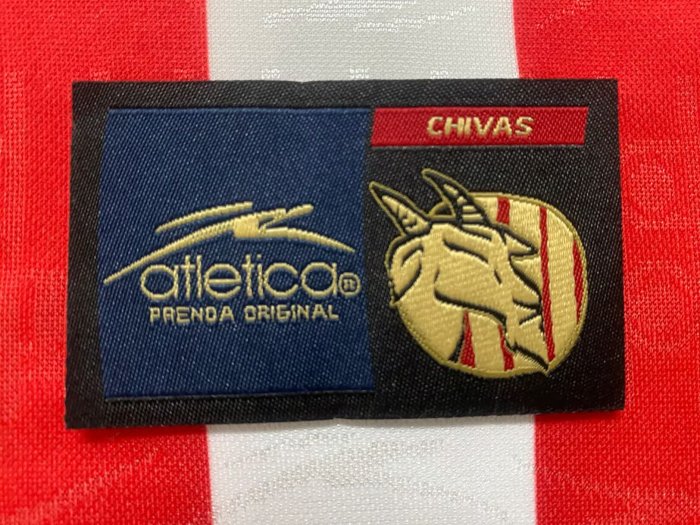 CHIVAS
atletica®
PRENDA ORIGINAL